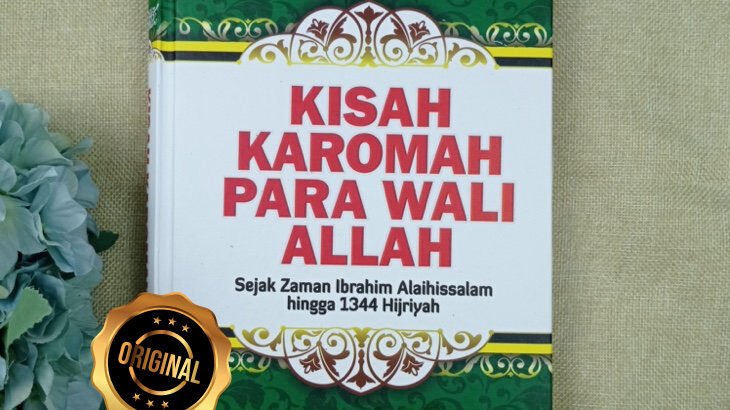 KISAH
KAROMAH
PARA WALI
ALLAH
Sejak Zaman Ibrahim Alaihissalam
hingga 1344 Hijriyah
ORIGINAL